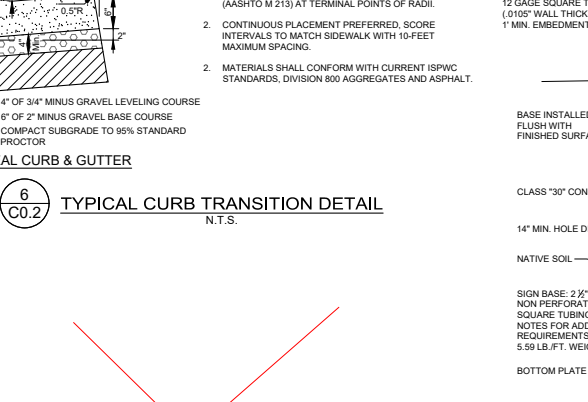 (AASHTO M 213) AT TERMINAL POINTS OF RADII.
2. CONTINUOUS PLACEMENT PREFERRED, SCORE
INTERVALS TO MATCH SIDEWALK WITH 10-FEET
MAXIMUM SPACING.
2. MATERIALS SHALL CONFORM WITH CURRENT ISPWC
STANDARDS, DIVISION 800 AGGREGATES AND ASPHALT.
0.5"R
6"
2"
4"
Min.
4" OF 3/4" MINUS GRAVEL LEVELING COURSE
6" OF 2" MINUS GRAVEL BASE COURSE
COMPACT SUBGRADE TO 95% STANDARD
PROCTOR
AL CURB & GUTTER
6
C0.2
TYPICAL CURB TRANSITION DETAIL
N.T.S.
12 GAGE SQUARE T
(.0105" WALL THICK
1' MIN. EMBEDMENT
BASE INSTALLED
FLUSH WITH
FINISHED SURFA
CLASS "30" CON
14" MIN. HOLE D
NATIVE SOIL
SIGN BASE: 2 ½"
NON PERFORAT
SQUARE TUBING
NOTES FOR ADD
REQUIREMENTS
5.59 LB./FT. WEI
BOTTOM PLATE